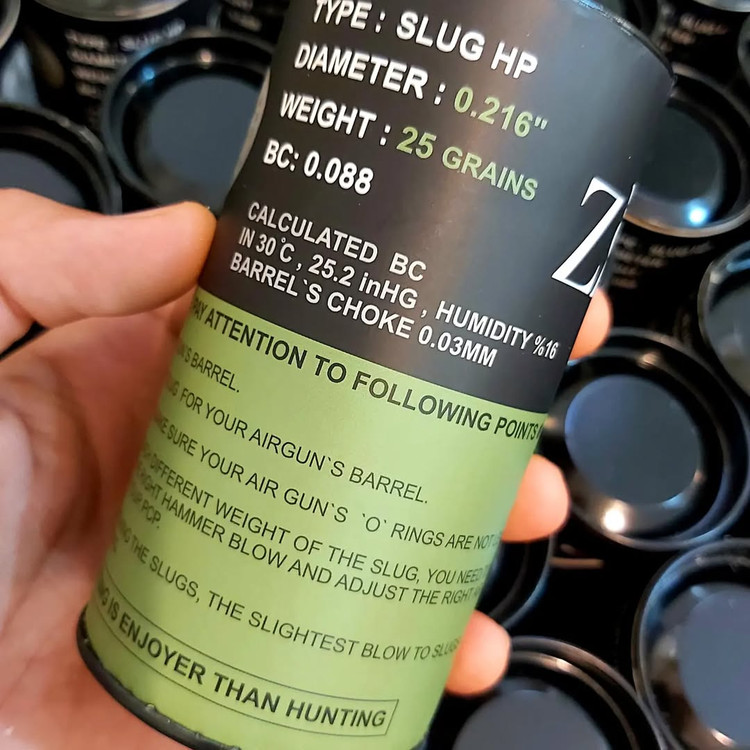 TYPE : SLUG HP
DIAMETER : 0.216"
WEIGHT : 25 GRAINS
BC: 0.088
CALCULATED BC
IN 30°C , 25.2 inHG , HUMIDITY %16
BARREL`S CHOKE 0.03MM
Z
ATTENTION TO FOLLOWING POINTS
BARREL.
FOR YOUR AIRGUN`S BARREL.
SURE YOUR AIR GUN`S `O` RINGS ARE NOT
DIFFERENT WEIGHT OF THE SLUG, YOU NEED
HAMMER BLOW AND ADJUST THE RIGHT
PCP.
THE SLUGS, THE SLIGHTEST BLOW TO
IS ENJOYER THAN HUNTING